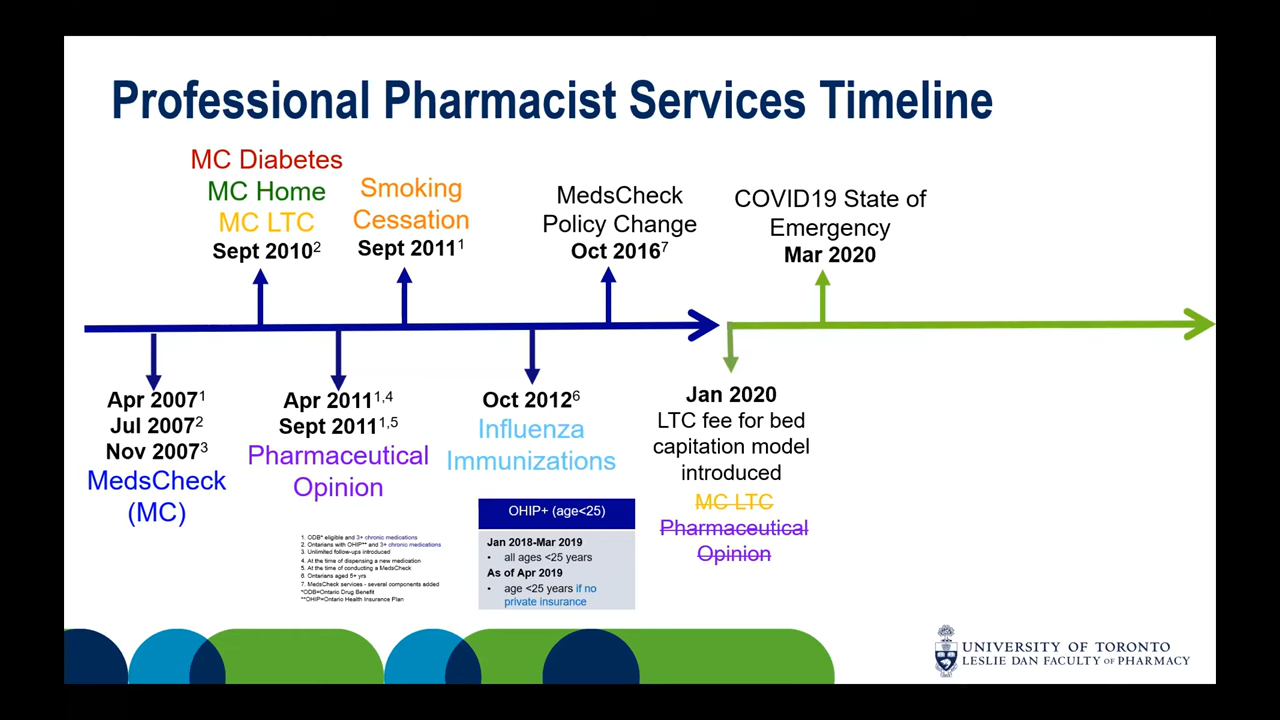 Professional Pharmacist Services Timeline
MC Diabetes
MC Home
MC LTC
Sept 2010²
Smoking
Cessation
Sept 2011¹
MedsCheck
Policy Change
Oct 2016⁷
COVID19 State of
Emergency
Mar 2020
Apr 2007¹
Jul 2007²
Nov 2007³
MedsCheck
(MC)
Apr 2011¹,⁴
Sept 2011¹,⁵
Pharmaceutical
Opinion
Oct 2012⁶
Influenza
Immunizations
Jan 2020
LTC fee for bed
capitation model
introduced
MC LTC
Pharmaceutical
Opinion
1. ODB* eligible and 3+ chronic medications
2. Ontarians with OHIP** and 3+ chronic medications
3. Unlimited follow-ups introduced
4. At the time of dispensing a new medication
5. At the time of conducting a MedsCheck
6. Ontarians aged 5+ yrs
7. MedsCheck services - several components added
*ODB=Ontario Drug Benefit
**OHIP=Ontario Health Insurance Plan
OHIP+ (age<25)
Jan 2018-Mar 2019
• all ages <25 years
As of Apr 2019
• age <25 years if no
private insurance
UNIVERSITY OF TORONTO
LESLIE DAN FACULTY OF PHARMACY